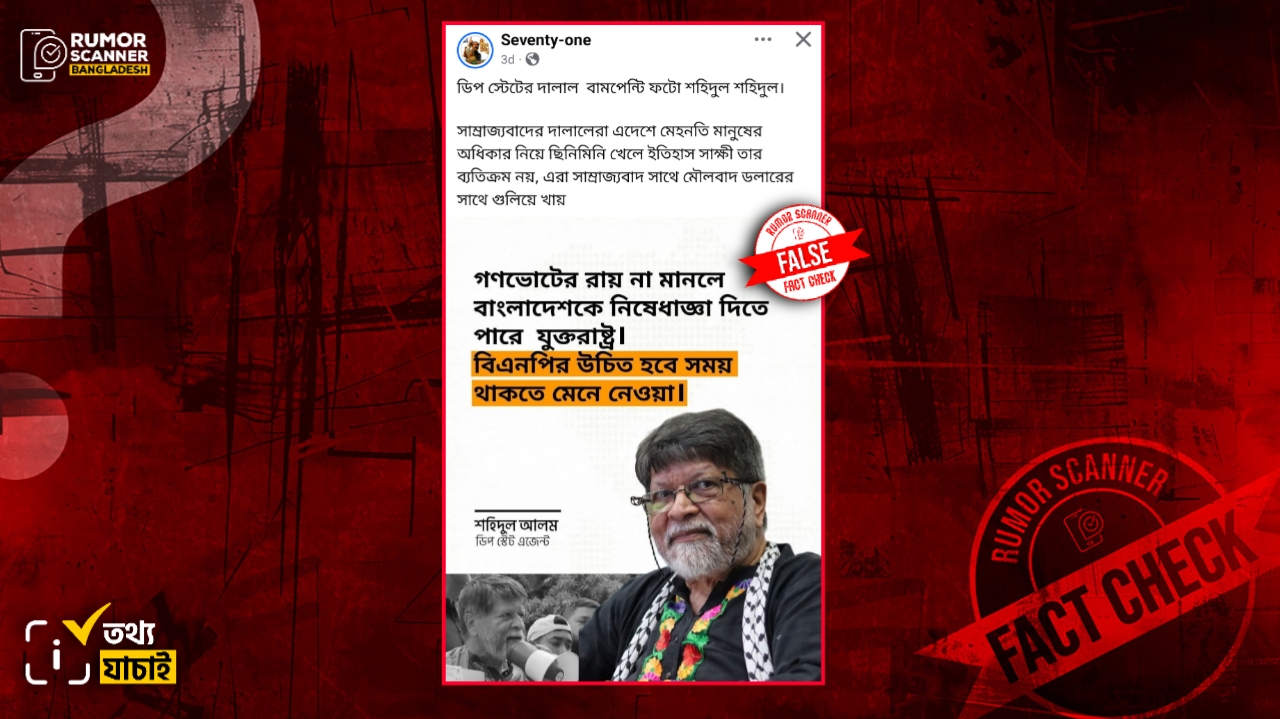 RUMOR
SCANNER
BANGLADESH
Seventy-one
3d
ডিপ স্টেটের দালাল বামপেন্টি ফটো শহিদুল শহিদুল।
সাম্রাজ্যবাদের দালালেরা এদেশে মেহনতি মানুষের
অধিকার নিয়ে ছিনিমিনি খেলে ইতিহাস সাক্ষী তার
ব্যতিক্রম নয়, এরা সাম্রাজ্যবাদ সাথে মৌলবাদ ডলারের
সাথে গুলিয়ে খায়
RUMOR SCANNER
FALSE
FACT CHECK
গণভোটের রায় না মানলে
বাংলাদেশকে নিষেধাজ্ঞা দিতে
পারে যুক্তরাষ্ট্র।
বিএনপির উচিত হবে সময়
থাকতে মেনে নেওয়া।
শহিদুল আলম
ডিপ স্টেট এজেন্ট
RUMOR SCANNER
FACT CHECK
তথ্য
যাচাই